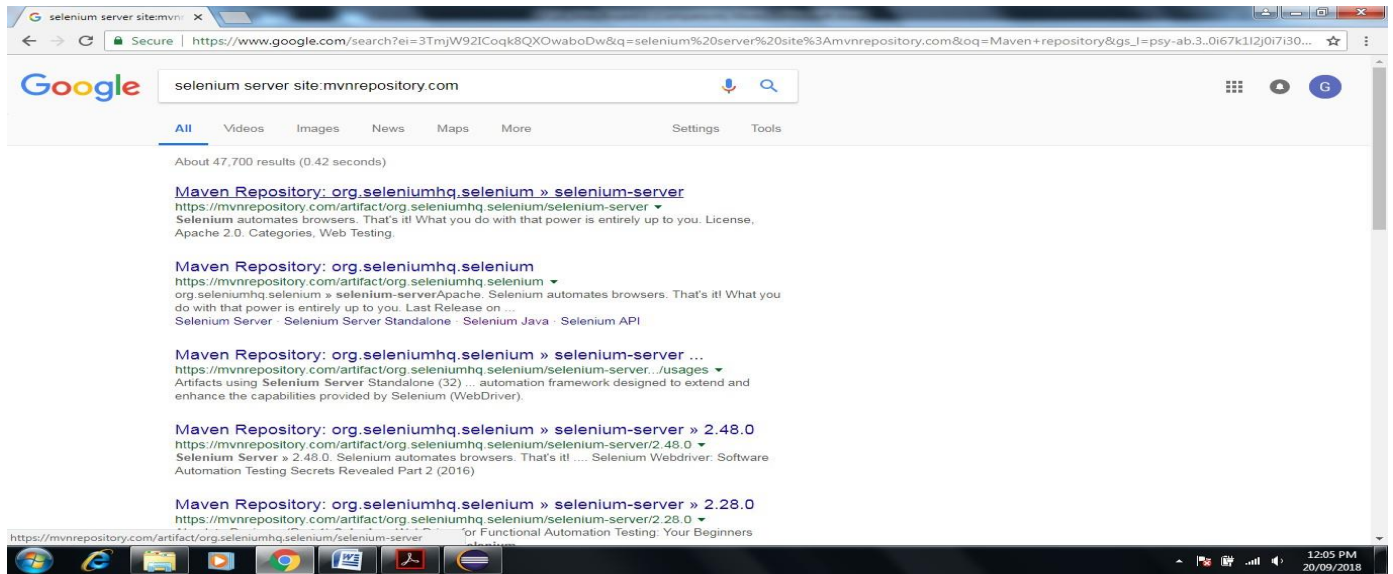 selenium server site:mvn
Secure | https://www.google.com/search?ei=3TmjW92ICoqk8QXOwaboDw&q=selenium%20server%20site%3Amvnrepository.com&oq=Maven+repository&gs_l=psy-ab.3..0i67k1l2j0i7i30...
Google
selenium server site:mvnrepository.com
G
All Videos Images News Maps More Settings Tools
About 47,700 results (0.42 seconds)
Maven Repository: org.seleniumhq.selenium » selenium-server
https://mvnrepository.com/artifact/org.seleniumhq.selenium/selenium-server
Selenium automates browsers. That's it! What you do with that power is entirely up to you. License,
Apache 2.0. Categories, Web Testing.
Maven Repository: org.seleniumhq.selenium
https://mvnrepository.com/artifact/org.seleniumhq.selenium
org.seleniumhq.selenium » selenium-serverApache. Selenium automates browsers. That's it! What you
do with that power is entirely up to you. Last Release on ...
Selenium Server · Selenium Server Standalone · Selenium Java · Selenium API
Maven Repository: org.seleniumhq.selenium » selenium-server ...
https://mvnrepository.com/artifact/org.seleniumhq.selenium/selenium-server.../usages
Artifacts using Selenium Server Standalone (32) ... automation framework designed to extend and
enhance the capabilities provided by Selenium (WebDriver).
Maven Repository: org.seleniumhq.selenium » selenium-server » 2.48.0
https://mvnrepository.com/artifact/org.seleniumhq.selenium/selenium-server/2.48.0
Selenium Server » 2.48.0. Selenium automates browsers. That's it! .... Selenium Webdriver: Software
Automation Testing Secrets Revealed Part 2 (2016)
Maven Repository: org.seleniumhq.selenium » selenium-server » 2.28.0
https://mvnrepository.com/artifact/org.seleniumhq.selenium/selenium-server/2.28.0
for Functional Automation Testing: Your Beginners
https://mvnrepository.com/artifact/org.seleniumhq.selenium/selenium-server
12:05 PM
20/09/2018